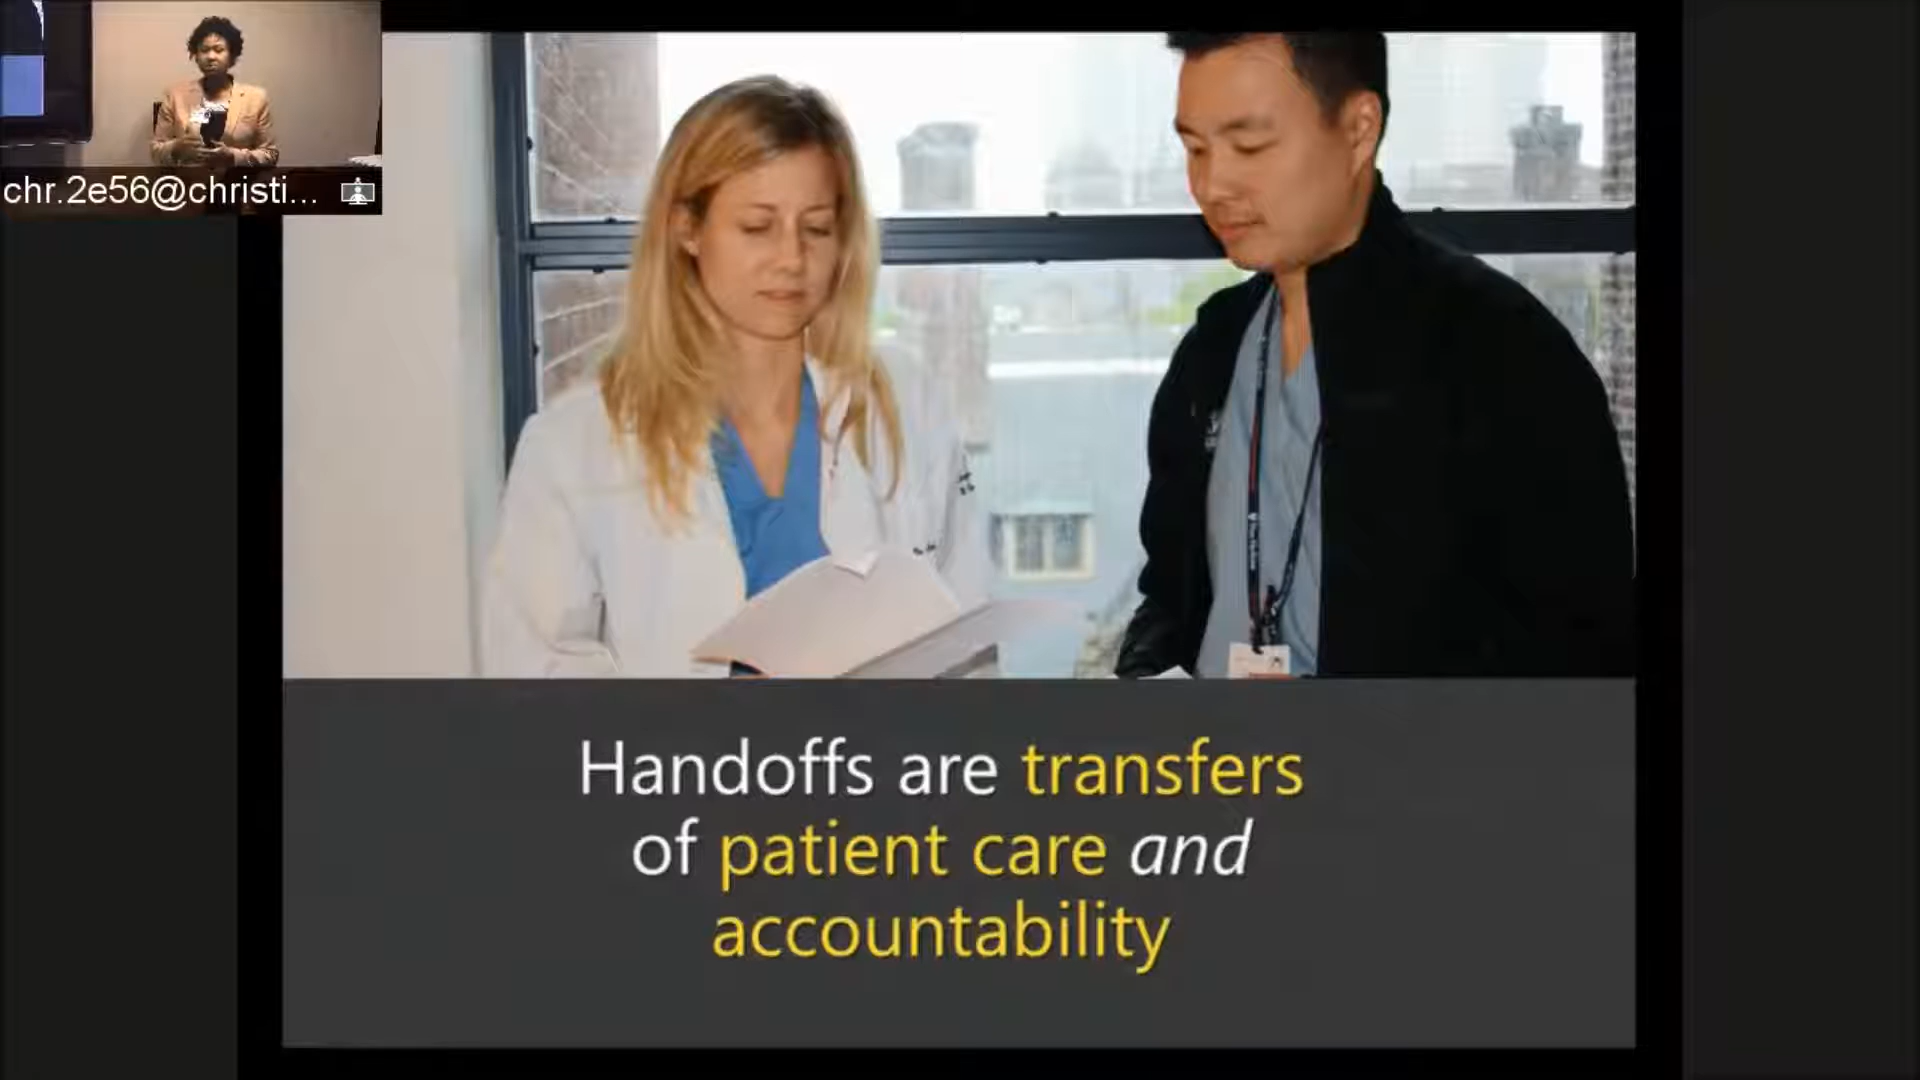 chr.2e56@christi...
Handoffs are transfers
of patient care and
accountability